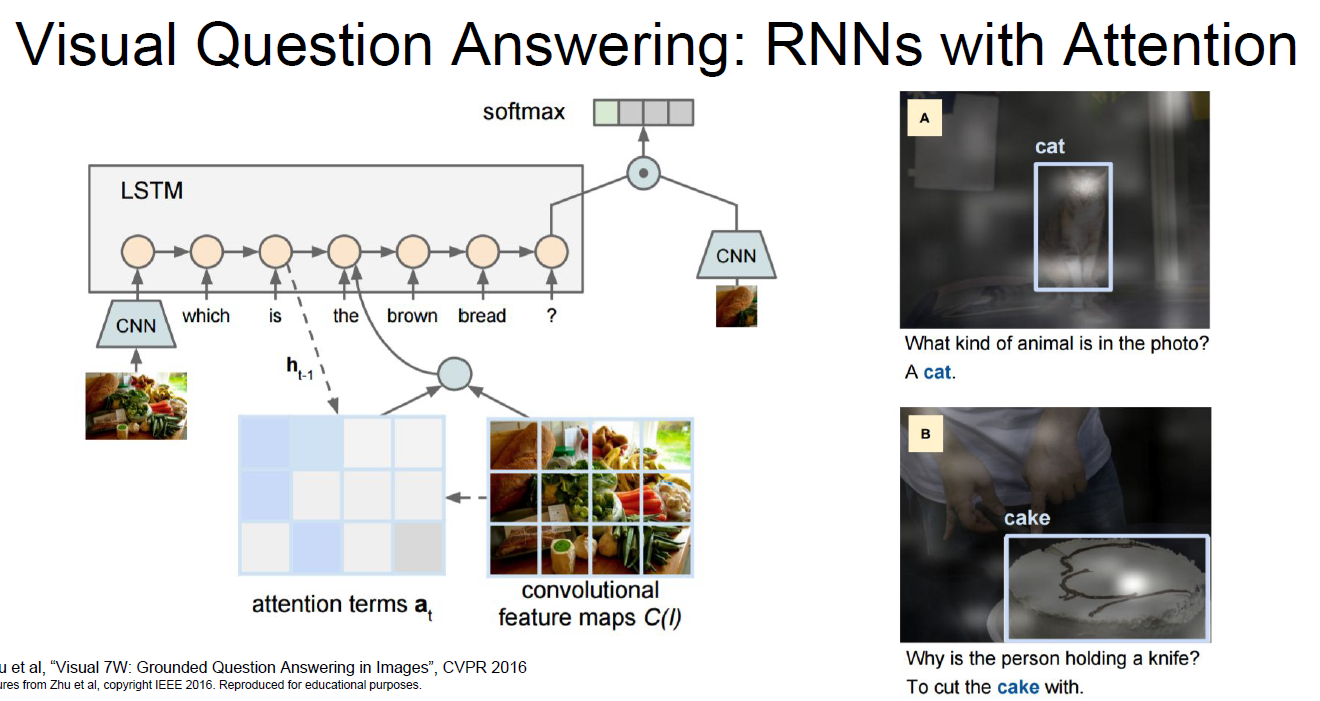 Visual Question Answering: RNNs with Attention
softmax
LSTM
CNN
which is the brown bread ?
h t-1
attention terms a t
convolutional
feature maps C(I)
CNN
A
cat
What kind of animal is in the photo?
A cat.
B
cake
Why is the person holding a knife?
To cut the cake with.
u et al, “Visual 7W: Grounded Question Answering in Images”, CVPR 2016
ures from Zhu et al, copyright IEEE 2016. Reproduced for educational purposes.